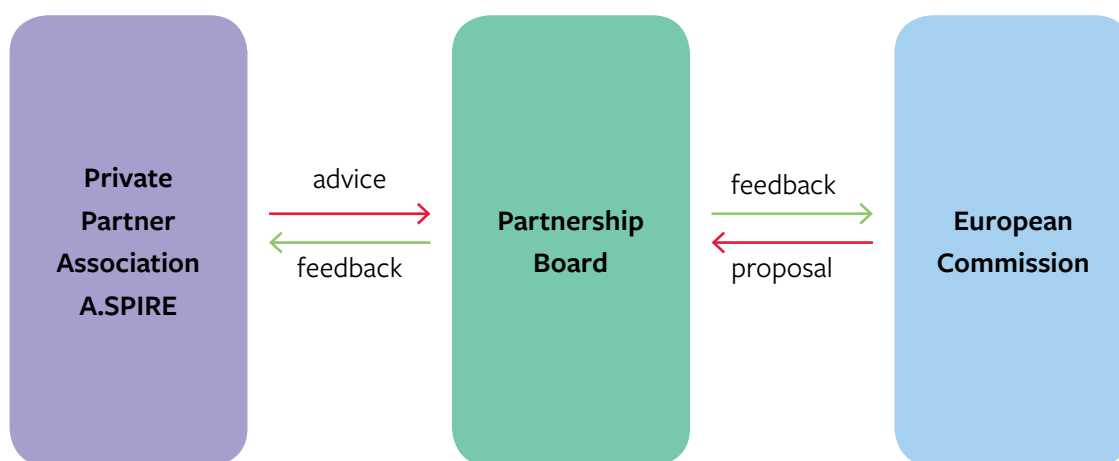 Private
Partner
Association
A.SPIRE
advice
feedback
Partnership
Board
feedback
proposal
European
Commission